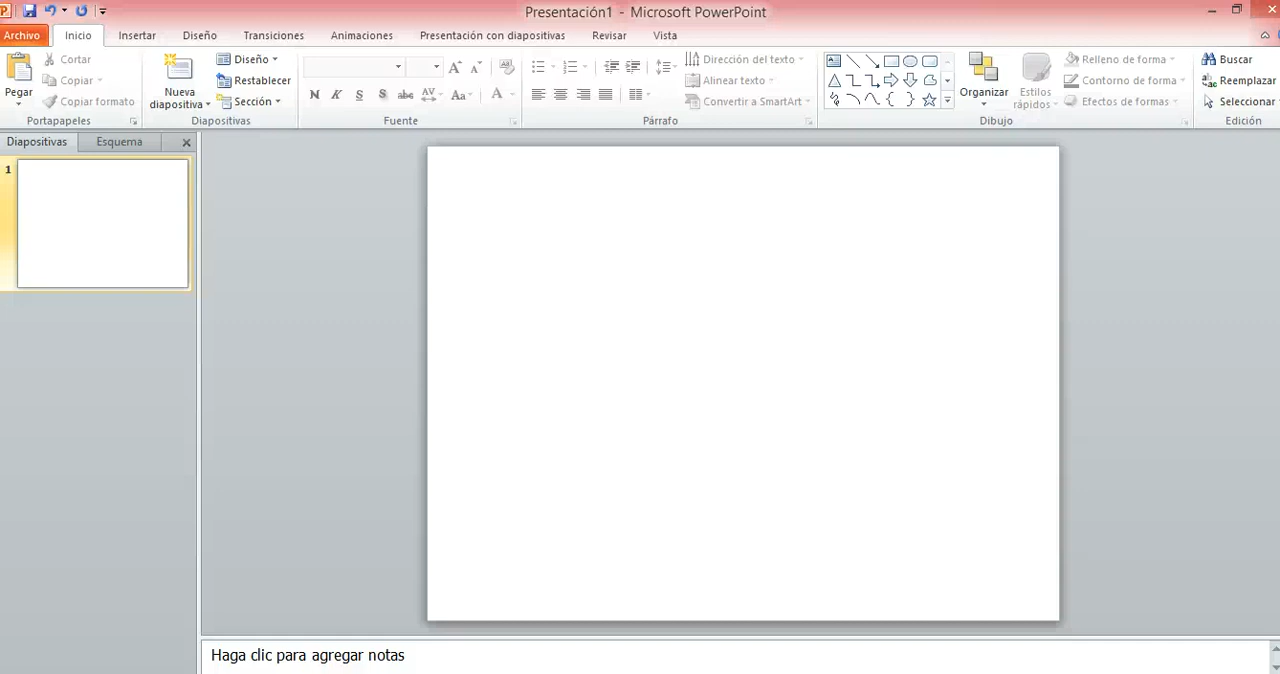 Presentación1 - Microsoft PowerPoint
Archivo Inicio Insertar Diseño Transiciones Animaciones Presentación con diapositivas Revisar Vista
Pegar
Cortar
Copiar
Copiar formato
Portapapeles
Nueva diapositiva
Diseño
Restablecer
Sección
Diapositivas
N K S S abc AV Aa A
Fuente
Dirección del texto
Alinear texto
Convertir a SmartArt
Párrafo
Organizar
Estilos rápidos
Relleno de forma
Contorno de forma
Efectos de formas
Dibujo
Buscar
Reemplazar
Seleccionar
Edición
Diapositivas Esquema
1
Haga clic para agregar notas